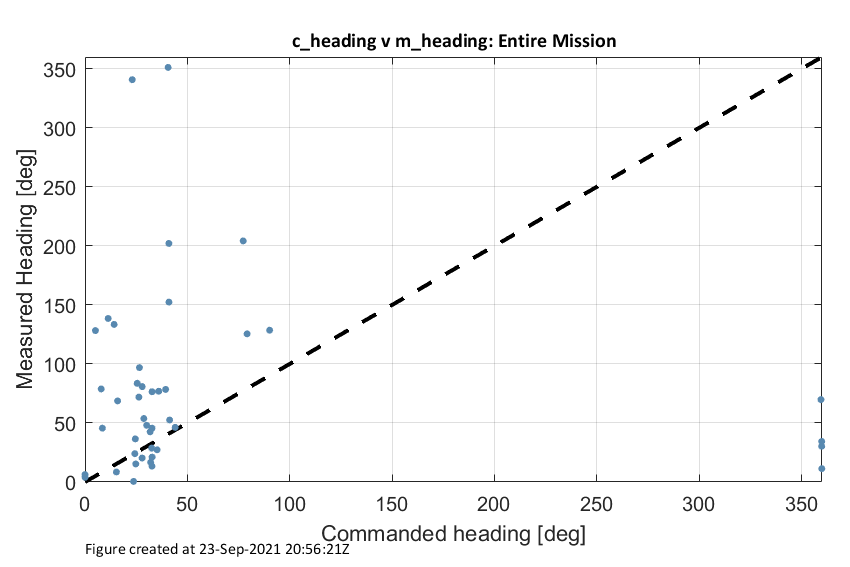 c_heading v m_heading: Entire Mission
350
300
250
200
150
100
50
0
Measured Heading [deg]
0 50 100 150 200 250 300 350
Commanded heading [deg]
Figure created at 23-Sep-2021 20:56:21Z